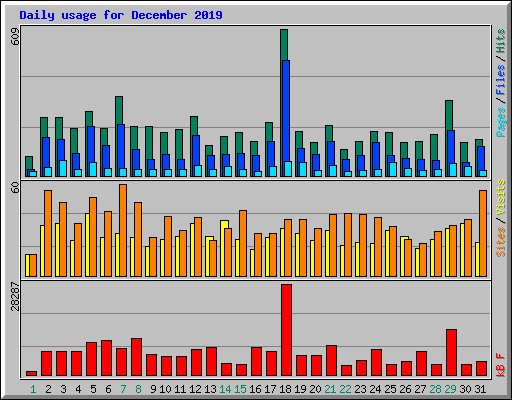 Daily usage for December 2019
609
Pages / Files / Hits
60
Sites / Visits
28287
kB F
1 2 3 4 5 6 7 8 9 10 11 12 13 14 15 16 17 18 19 20 21 22 23 24 25 26 27 28 29 30 31